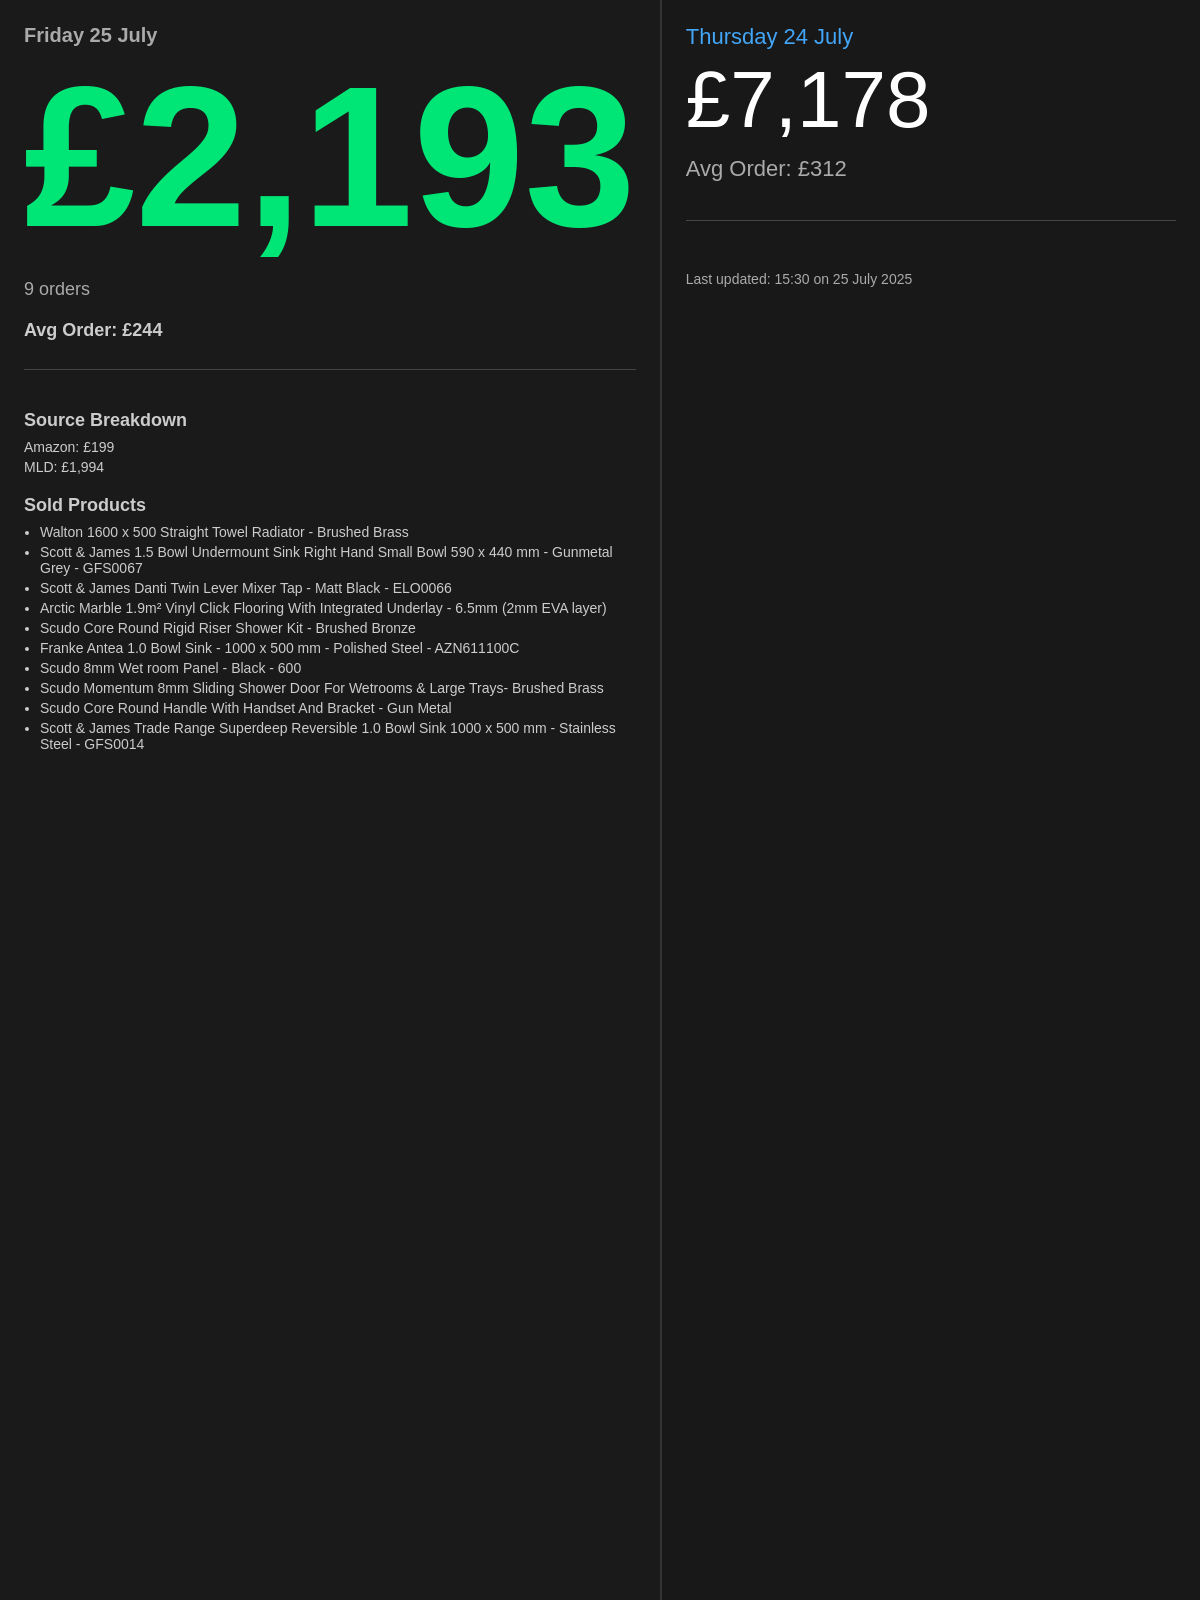 Friday 25 July
£2,193
9 orders
Avg Order: £244
Source Breakdown
Amazon: £199
MLD: £1,994
Sold Products
• Walton 1600 x 500 Straight Towel Radiator - Brushed Brass
• Scott & James 1.5 Bowl Undermount Sink Right Hand Small Bowl 590 x 440 mm - Gunmetal
Grey - GFS0067
• Scott & James Danti Twin Lever Mixer Tap - Matt Black - ELO0066
• Arctic Marble 1.9m² Vinyl Click Flooring With Integrated Underlay - 6.5mm (2mm EVA layer)
• Scudo Core Round Rigid Riser Shower Kit - Brushed Bronze
• Franke Antea 1.0 Bowl Sink - 1000 x 500 mm - Polished Steel - AZN611100C
• Scudo 8mm Wet room Panel - Black - 600
• Scudo Momentum 8mm Sliding Shower Door For Wetrooms & Large Trays- Brushed Brass
• Scudo Core Round Handle With Handset And Bracket - Gun Metal
• Scott & James Trade Range Superdeep Reversible 1.0 Bowl Sink 1000 x 500 mm - Stainless
Steel - GFS0014
Thursday 24 July
£7,178
Avg Order: £312
Last updated: 15:30 on 25 July 2025